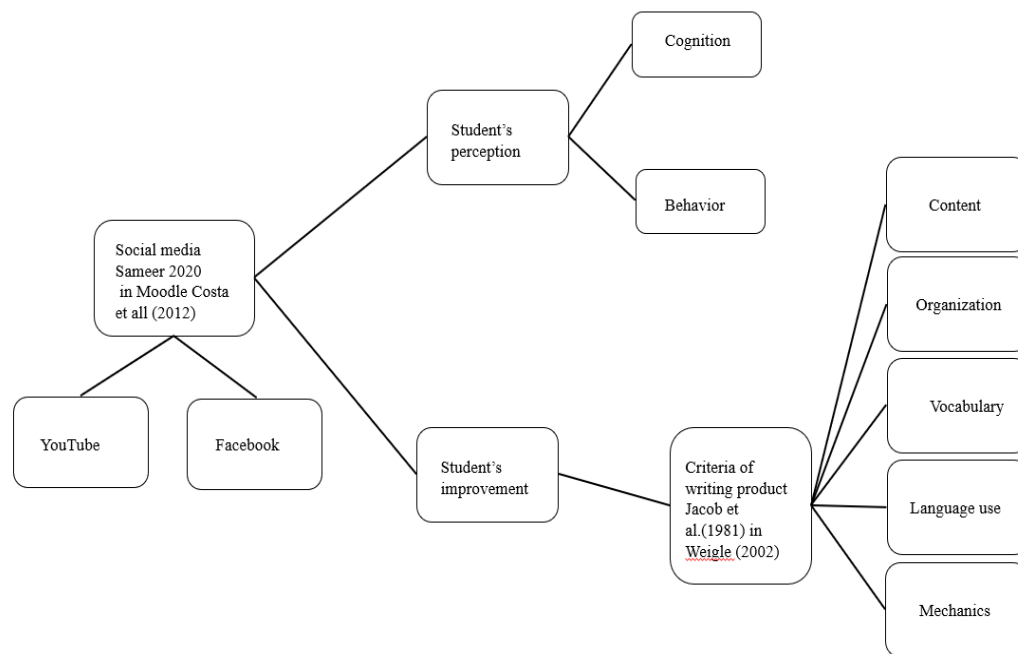 Cognition
Student’s
perception
Behavior
Social media
Sameer 2020
in Moodle Costa
et all (2012)
YouTube
Facebook
Student’s
improvement
Criteria of
writing product
Jacob et
al.(1981) in
Weigle (2002)
Content
Organization
Vocabulary
Language use
Mechanics